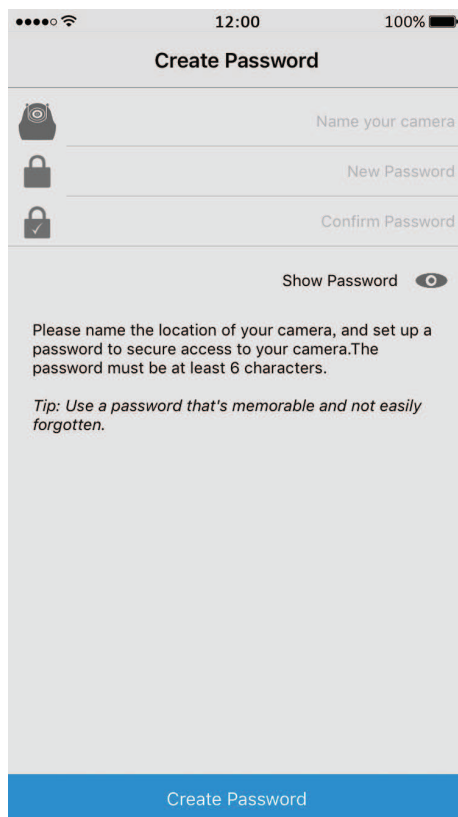 12:00
100%
Create Password
Name your camera
New Password
Confirm Password
Show Password
Please name the location of your camera, and set up a
password to secure access to your camera.The
password must be at least 6 characters.
Tip: Use a password that's memorable and not easily
forgotten.
Create Password